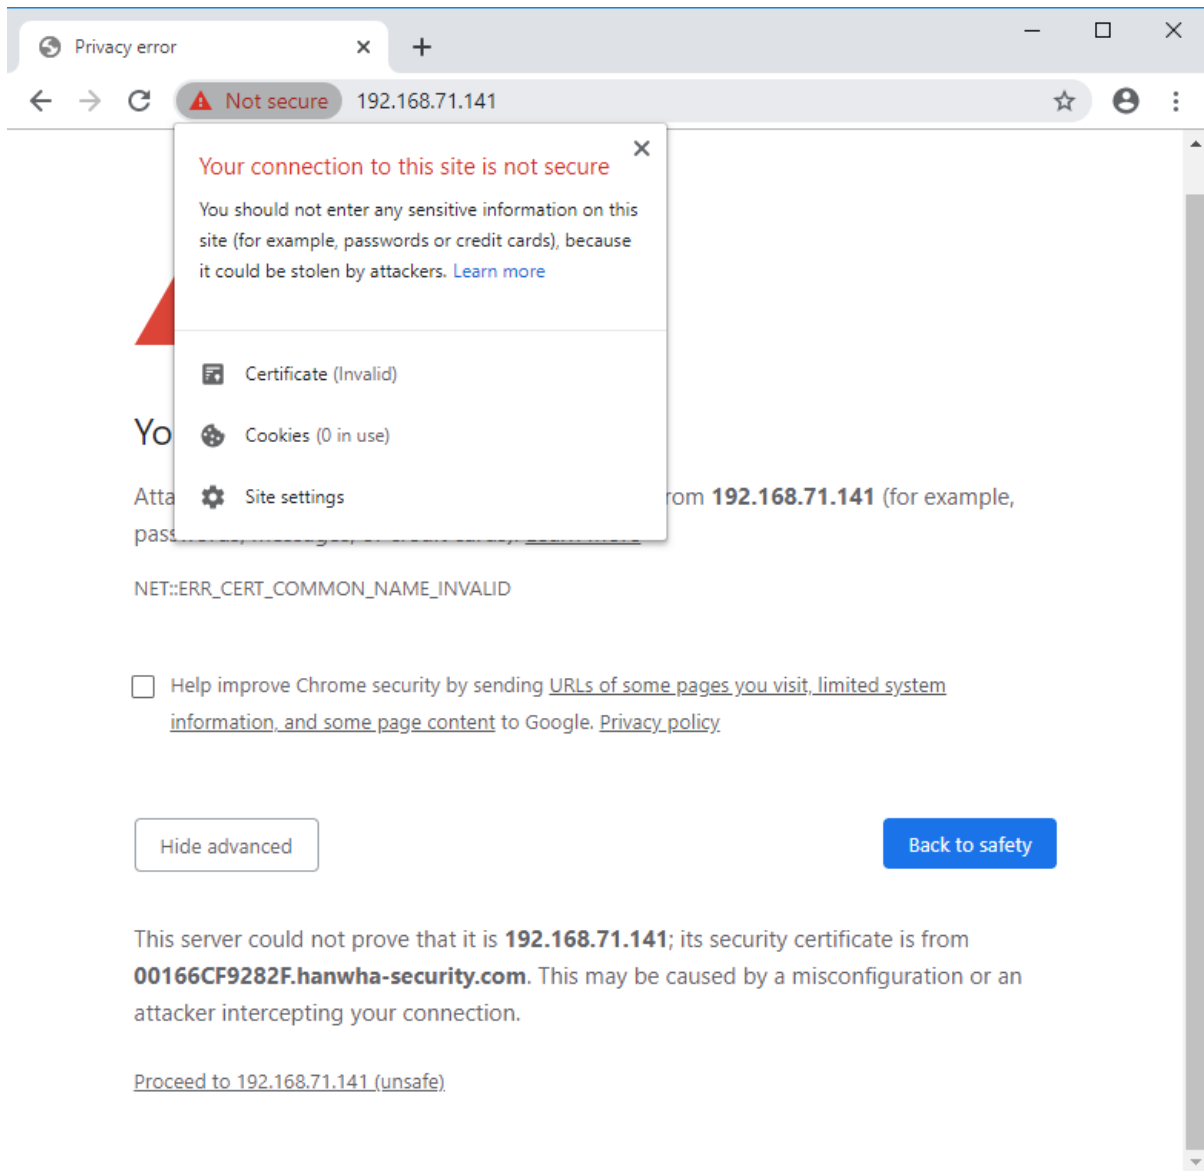 Privacy error
Not secure 192.168.71.141
Your connection to this site is not secure
You should not enter any sensitive information on this
site (for example, passwords or credit cards), because
it could be stolen by attackers. Learn more
Certificate (Invalid)
Cookies (0 in use)
Site settings
Yo
Atta
rom 192.168.71.141 (for example,
NET::ERR_CERT_COMMON_NAME_INVALID
Help improve Chrome security by sending URLs of some pages you visit, limited system
information, and some page content to Google. Privacy policy
Hide advanced
Back to safety
This server could not prove that it is 192.168.71.141; its security certificate is from
00166CF9282F.hanwha-security.com. This may be caused by a misconfiguration or an
attacker intercepting your connection.
Proceed to 192.168.71.141 (unsafe)